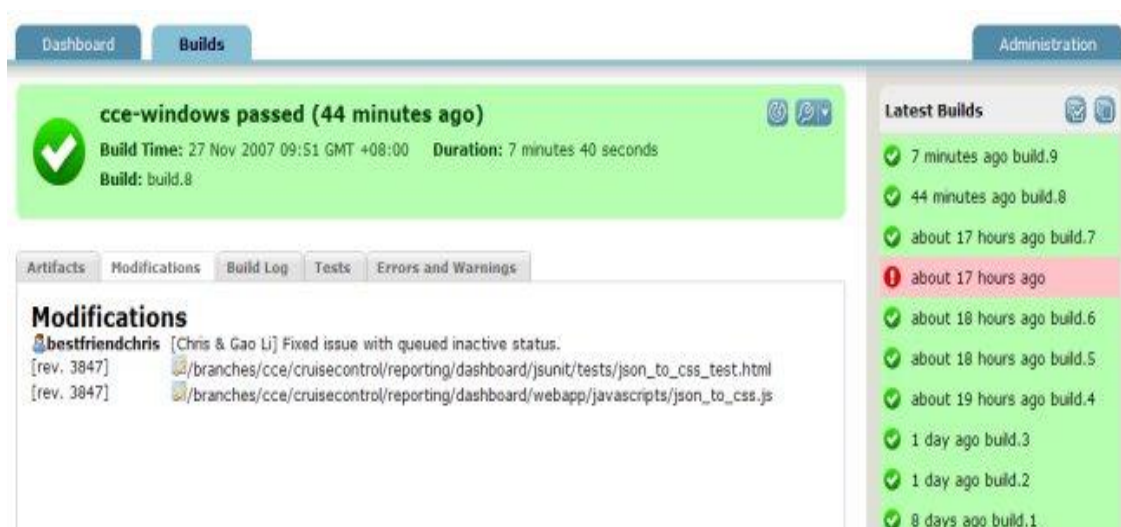 Dashboard Builds Administration
cce-windows passed (44 minutes ago)
Build Time: 27 Nov 2007 09:51 GMT +08:00 Duration: 7 minutes 40 seconds
Build: build.8
Artifacts Modifications Build Log Tests Errors and Warnings
Modifications
bestfriendchris [Chris & Gao Li] Fixed issue with queued inactive status.
[rev. 3847] /branches/cce/cruisecontrol/reporting/dashboard/jsunit/tests/json_to_css_test.html
[rev. 3847] /branches/cce/cruisecontrol/reporting/dashboard/webapp/javascripts/json_to_css.js
Latest Builds
7 minutes ago build.9
44 minutes ago build.8
about 17 hours ago build.7
about 17 hours ago
about 18 hours ago build.6
about 18 hours ago build.5
about 19 hours ago build.4
1 day ago build.3
1 day ago build.2
8 days ago build.1